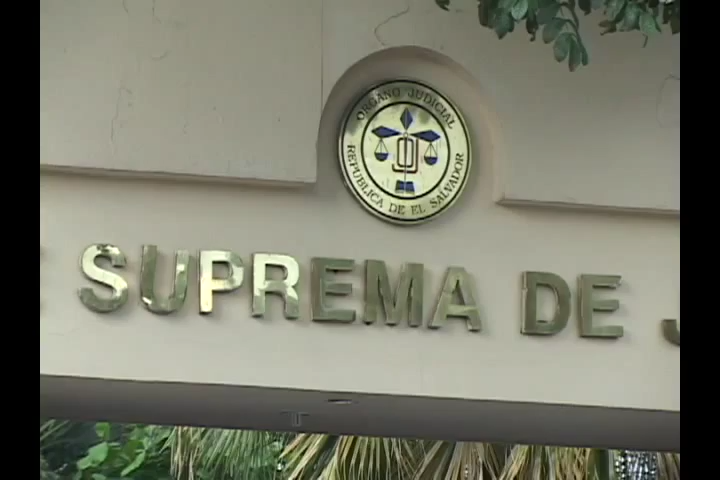 ORGANO JUDICIAL
REPUBLICA DE EL SALVADOR
E SUPREMA DE J